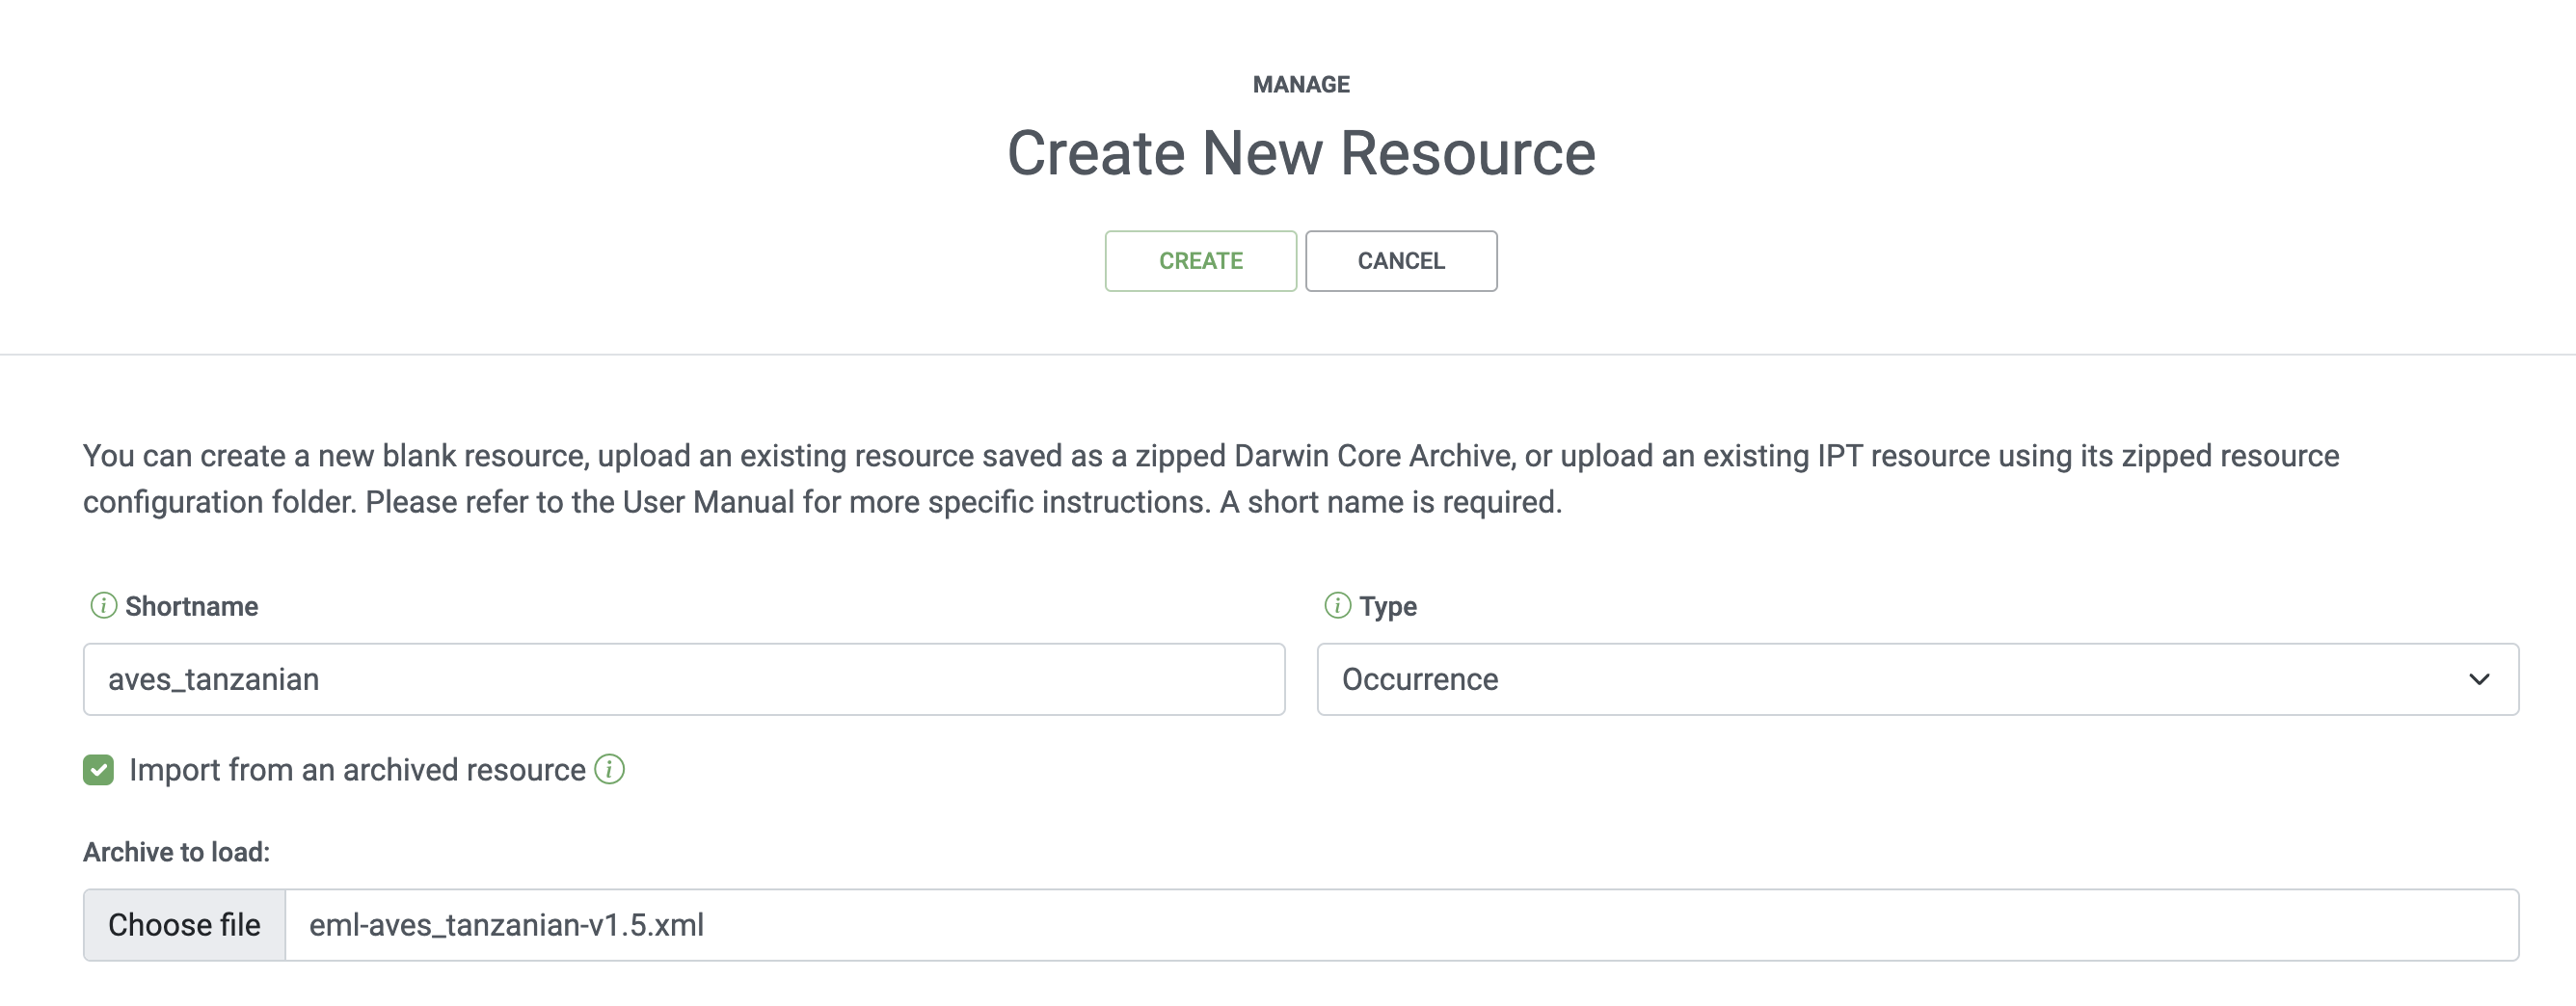 MANAGE
Create New Resource
CREATE CANCEL
You can create a new blank resource, upload an existing resource saved as a zipped Darwin Core Archive, or upload an existing IPT resource using its zipped resource
configuration folder. Please refer to the User Manual for more specific instructions. A short name is required.
Shortname
Type
aves_tanzanian
Occurrence
Import from an archived resource
Archive to load:
Choose file eml-aves_tanzanian-v1.5.xml